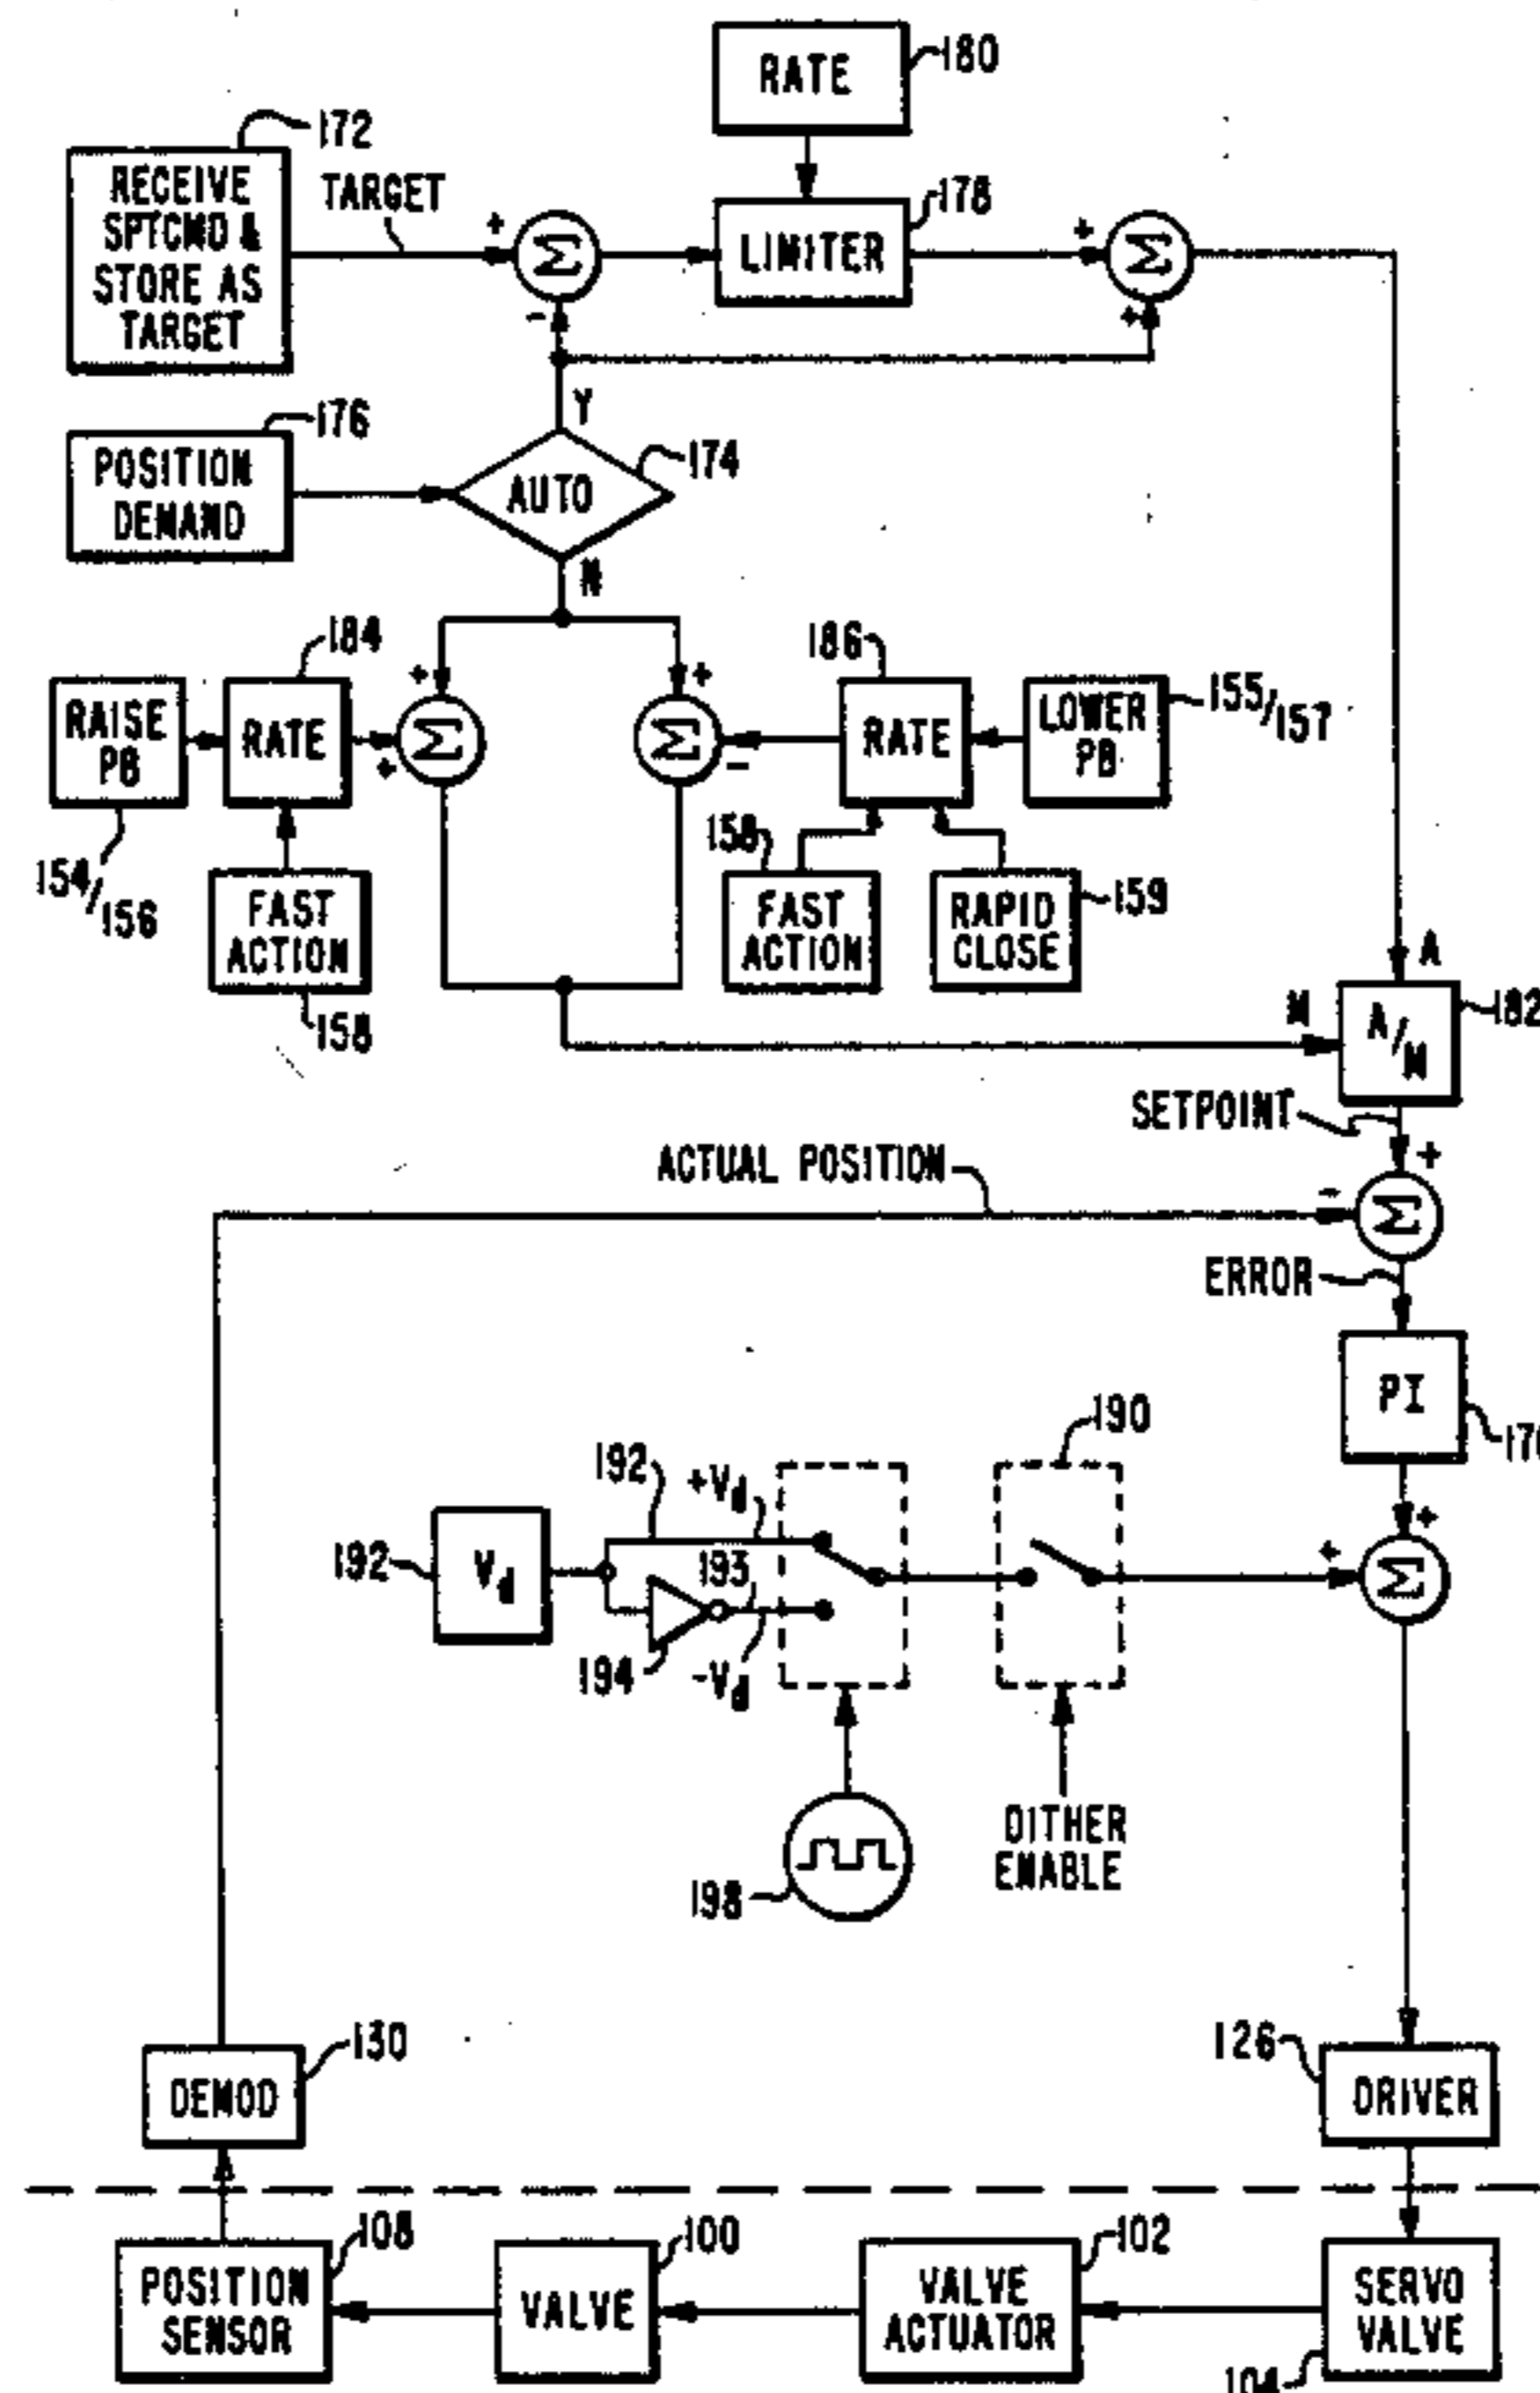 RATE
180
172
RECEIVE
SPTCMD &
STORE AS
TARGET
TARGET
+
Σ
-
LIMITER
178
+
Σ
+
176
POSITION
DEMAND
Y
AUTO
174
N
184
RAISE
PB
RATE
+
Σ
+
+
Σ
-
186
RATE
LOWER
PB
155/157
154/156
FAST
ACTION
158
158
FAST
ACTION
RAPID
CLOSE
159
A
M
A/M
182
SETPOINT
+
ACTUAL POSITION
-
Σ
ERROR
PI
190
192
+Vd
192
Vd
193
194
-Vd
+
+
Σ
198
DITHER
ENABLE
DEMOD
130
126
DRIVER
POSITION
SENSOR
108
VALVE
100
VALVE
ACTUATOR
102
SERVO
VALVE